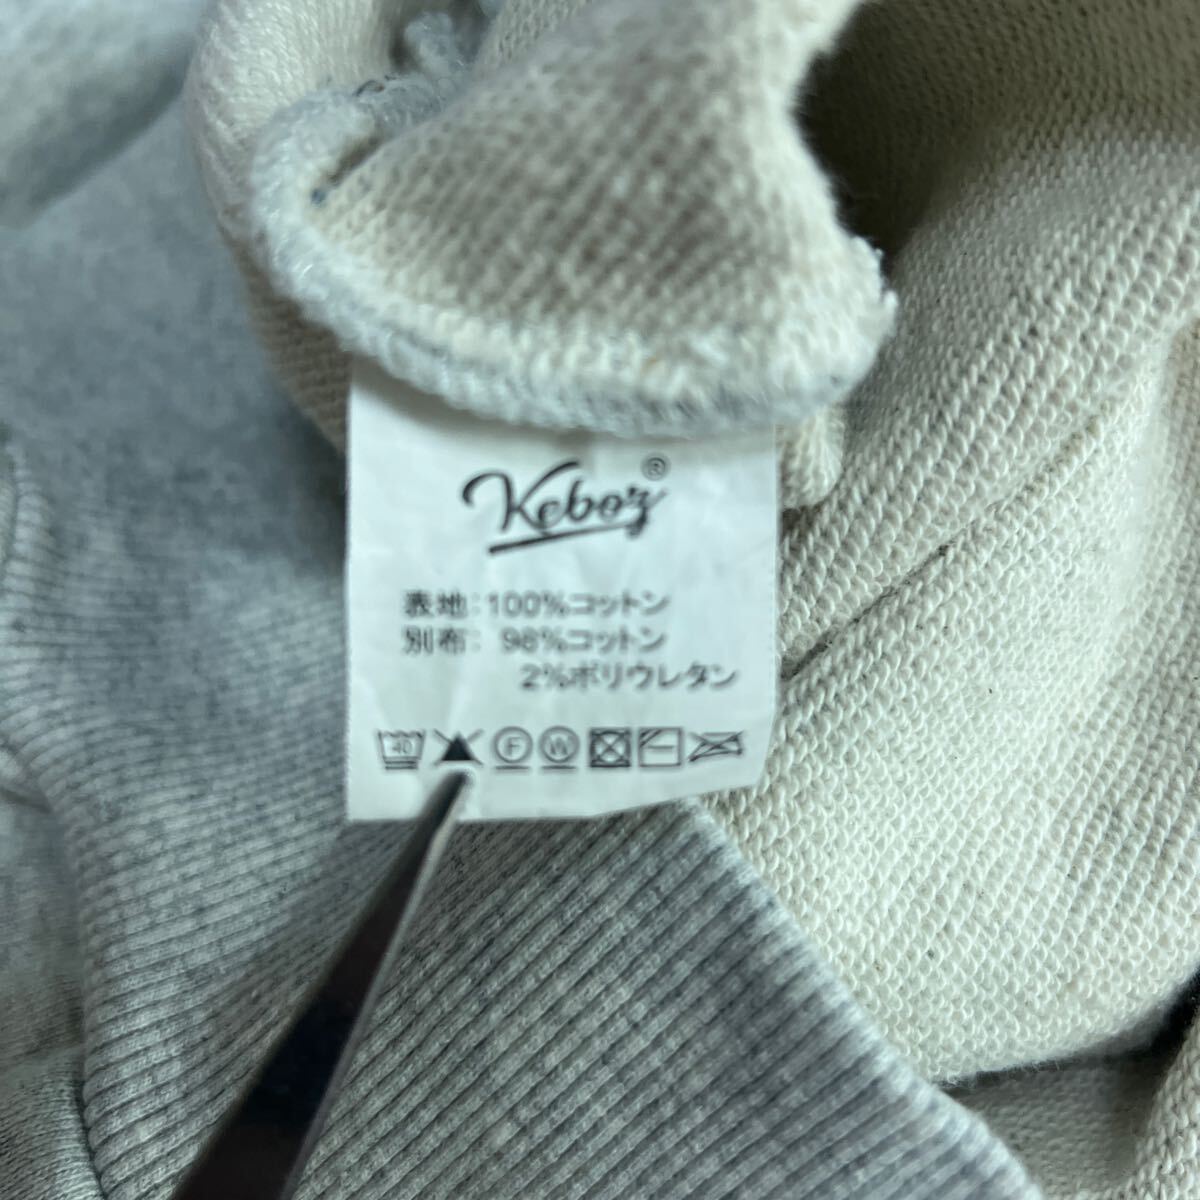 Keboz®
表地：100%コットン
別布：98%コットン
2%ポリウレタン
40 F W